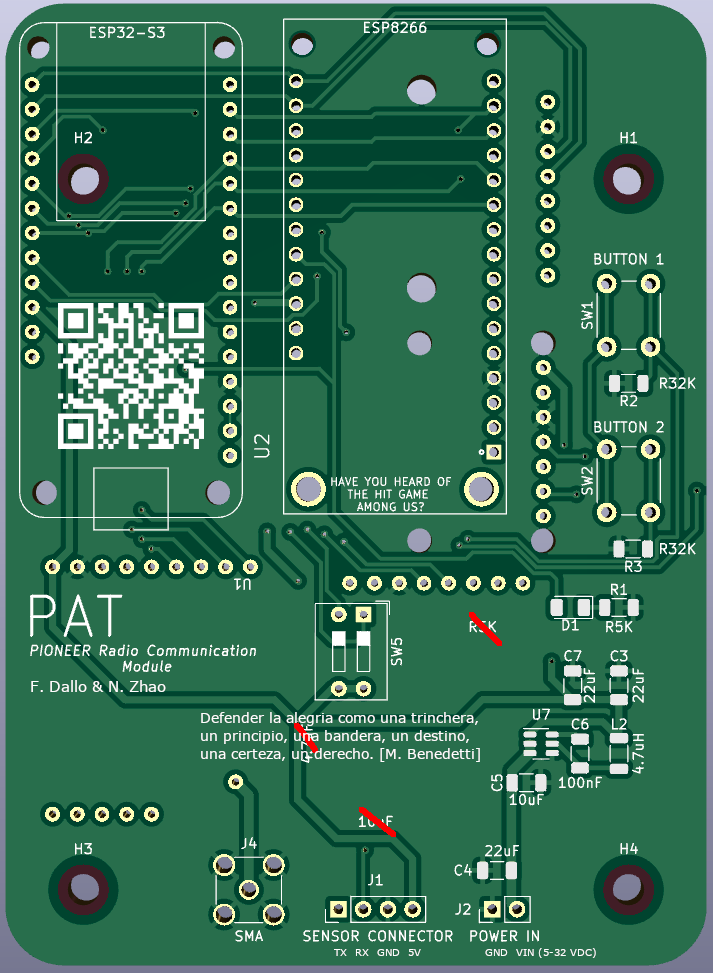 ESP32-S3
ESP8266
H2
H1
BUTTON 1
SW1
R32K
R2
BUTTON 2
U2
SW2
HAVE YOU HEARD OF
THE HIT GAME
AMONG US?
R32K
R3
U1
PAT
R1
D1
R5K
R5K
PIONEER Radio Communication
Module
SW5
F. Dallo & N. Zhao
C7
C3
22uF
22uF
Defender la alegria como una trinchera,
un principio, una bandera, un destino,
una certeza, un derecho. [M. Benedetti]
U7
C6
L2
4.7uH
100nF
C5
10uF
10uF
J4
H3
H4
22uF
C4
J1
J2
SMA
SENSOR CONNECTOR
POWER IN
TX RX GND 5V
GND VIN (5-32 VDC)